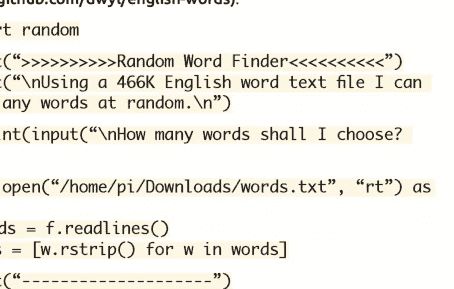 github.com/dwyl/english-words).
rt random
(“>>>>>>>>>>Random Word Finder<<<<<<<<<<”)
(“\nUsing a 466K English word text file I can
any words at random.\n”)
nt(input(“\nHow many words shall I choose?
open(“/home/pi/Downloads/words.txt”, “rt”) as
ds = f.readlines()
s = [w.rstrip() for w in words]
(“--------------------”)